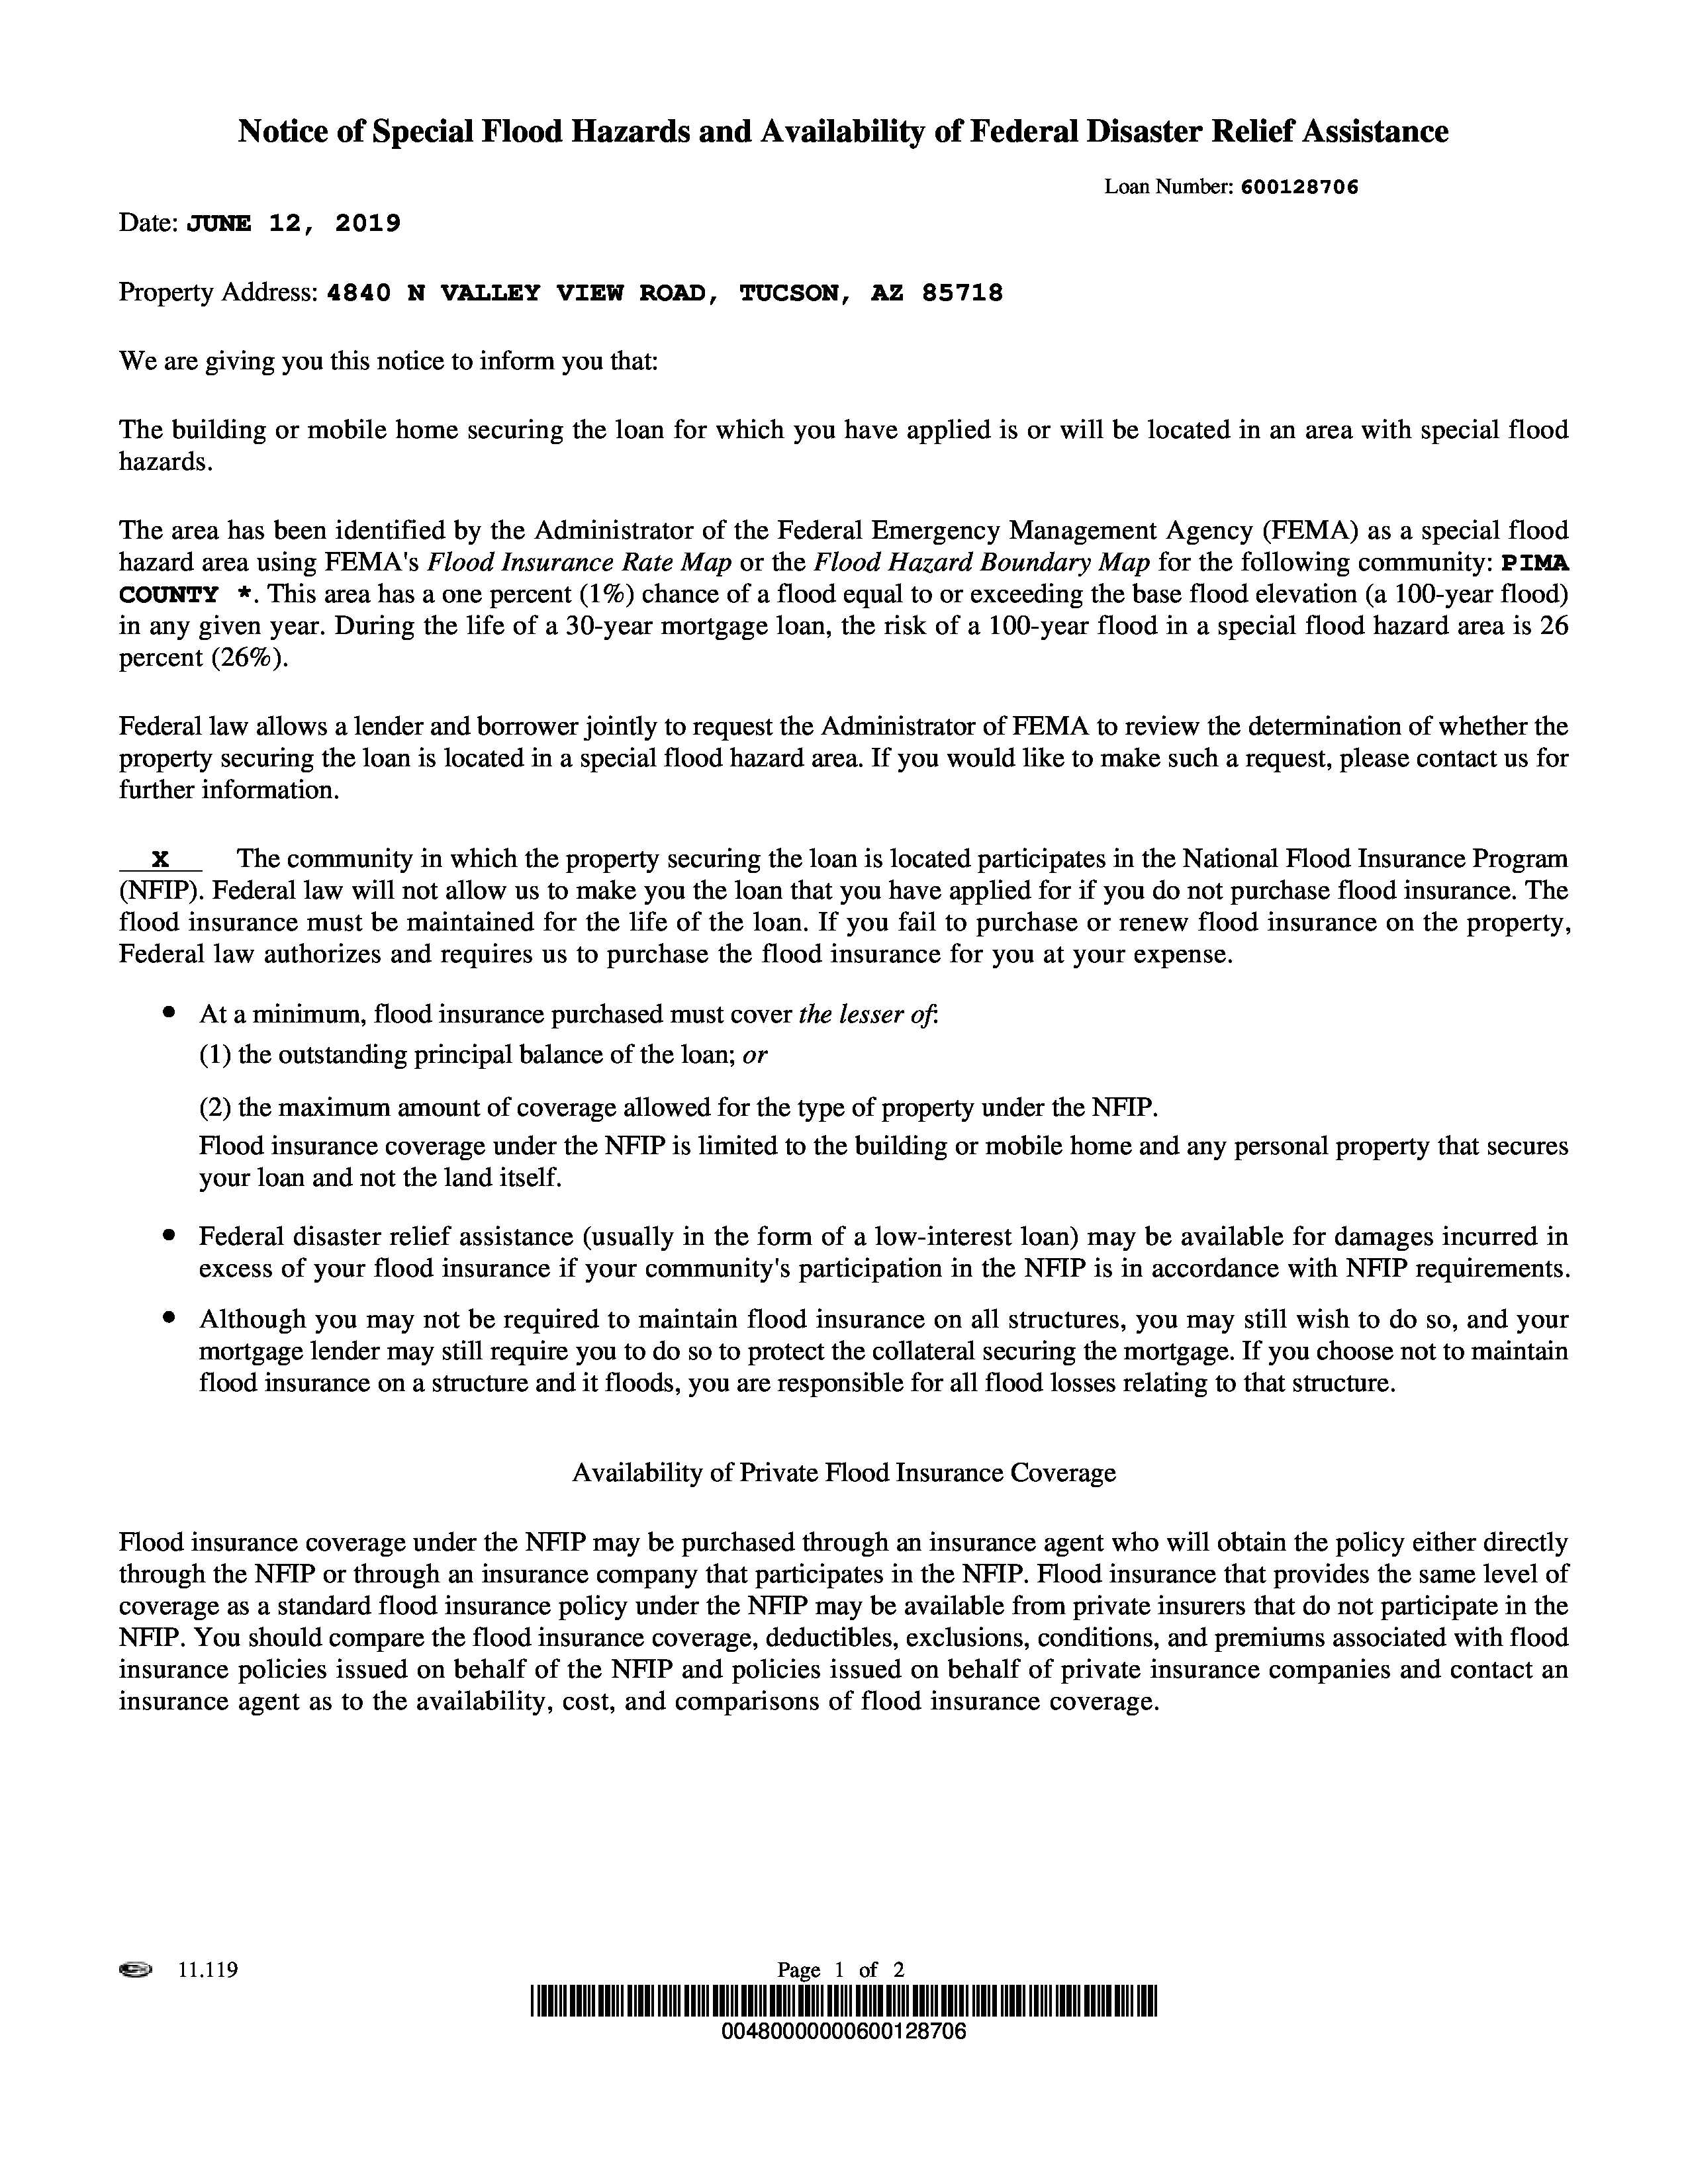 Notice of Special Flood Hazards and Availability of Federal Disaster Relief Assistance
Loan Number: 600128706
Date: JUNE 12, 2019
Property Address: 4840 N VALLEY VIEW ROAD, TUCSON, AZ 85718
We are giving you this notice to inform you that:
The building or mobile home securing the loan for which you have applied is or will be located in an area with special flood
hazards.
The area has been identified by the Administrator of the Federal Emergency Management Agency (FEMA) as a special flood
hazard area using FEMA's Flood Insurance Rate Map or the Flood Hazard Boundary Map for the following community: PIMA
COUNTY *. This area has a one percent (1%) chance of a flood equal to or exceeding the base flood elevation (a 100-year flood)
in any given year. During the life of a 30-year mortgage loan, the risk of a 100-year flood in a special flood hazard area is 26
percent (26%).
Federal law allows a lender and borrower jointly to request the Administrator of FEMA to review the determination of whether the
property securing the loan is located in a special flood hazard area. If you would like to make such a request, please contact us for
further information.
X The community in which the property securing the loan is located participates in the National Flood Insurance Program
(NFIP). Federal law will not allow us to make you the loan that you have applied for if you do not purchase flood insurance. The
flood insurance must be maintained for the life of the loan. If you fail to purchase or renew flood insurance on the property,
Federal law authorizes and requires us to purchase the flood insurance for you at your expense.
• At a minimum, flood insurance purchased must cover the lesser of:
(1) the outstanding principal balance of the loan; or
(2) the maximum amount of coverage allowed for the type of property under the NFIP.
Flood insurance coverage under the NFIP is limited to the building or mobile home and any personal property that secures
your loan and not the land itself.
• Federal disaster relief assistance (usually in the form of a low-interest loan) may be available for damages incurred in
excess of your flood insurance if your community's participation in the NFIP is in accordance with NFIP requirements.
• Although you may not be required to maintain flood insurance on all structures, you may still wish to do so, and your
mortgage lender may still require you to do so to protect the collateral securing the mortgage. If you choose not to maintain
flood insurance on a structure and it floods, you are responsible for all flood losses relating to that structure.
Availability of Private Flood Insurance Coverage
Flood insurance coverage under the NFIP may be purchased through an insurance agent who will obtain the policy either directly
through the NFIP or through an insurance company that participates in the NFIP. Flood insurance that provides the same level of
coverage as a standard flood insurance policy under the NFIP may be available from private insurers that do not participate in the
NFIP. You should compare the flood insurance coverage, deductibles, exclusions, conditions, and premiums associated with flood
insurance policies issued on behalf of the NFIP and policies issued on behalf of private insurance companies and contact an
insurance agent as to the availability, cost, and comparisons of flood insurance coverage.
11.119 Page 1 of 2
00480000000600128706